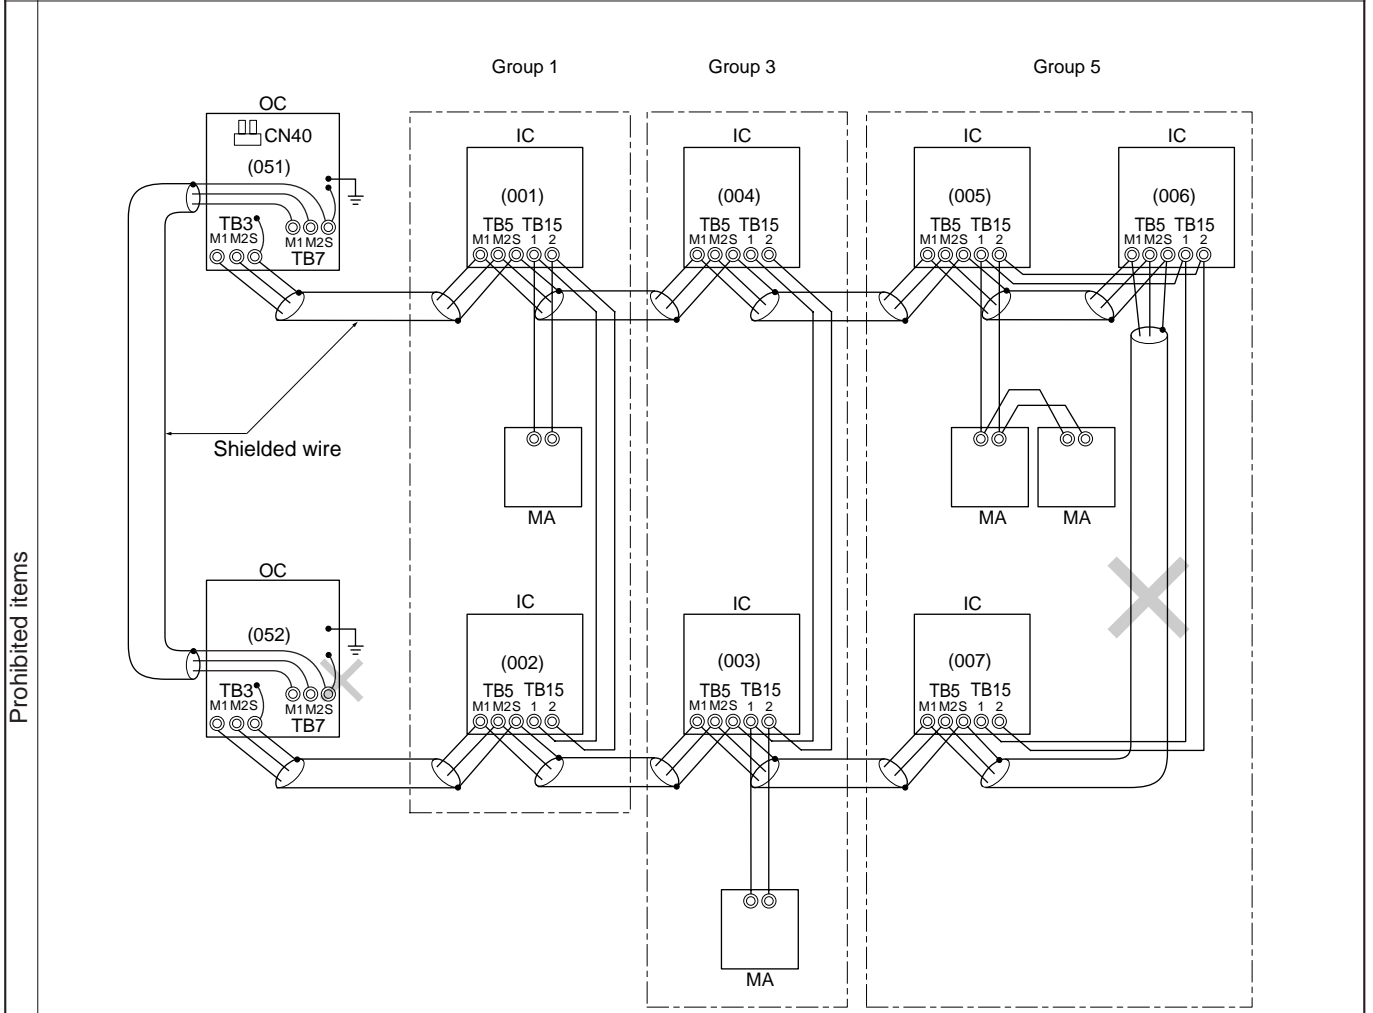 Prohibited items
Group 1
Group 3
Group 5
OC
CN40
(051)
TB3
M1 M2 S
M1 M2 S
TB7
IC
(001)
TB5 TB15
M1 M2 S 1 2
IC
(004)
TB5 TB15
M1 M2 S 1 2
IC
(005)
TB5 TB15
M1 M2 S 1 2
IC
(006)
TB5 TB15
M1 M2 S 1 2
Shielded wire
MA
MA
MA
OC
(052)
TB3
M1 M2 S
M1 M2 S
TB7
IC
(002)
TB5 TB15
M1 M2 S 1 2
IC
(003)
TB5 TB15
M1 M2 S 1 2
IC
(007)
TB5 TB15
M1 M2 S 1 2
MA